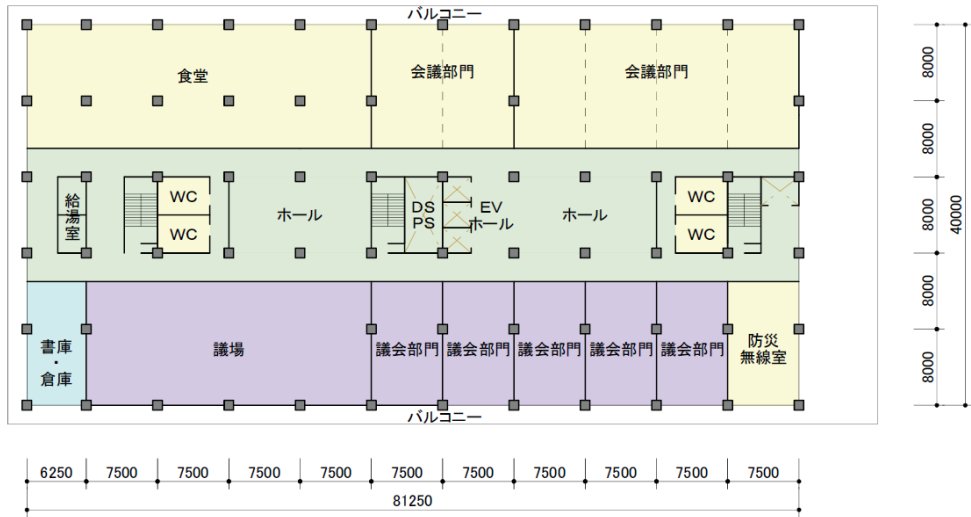 バルコニー
食堂
会議部門
会議部門
給
湯
室
WC
WC
ホール
DS
PS
EV
ホール
ホール
WC
WC
書庫
・
倉庫
議場
議会部門
議会部門
議会部門
議会部門
議会部門
防災
無線室
バルコニー
8000
8000
8000
8000
8000
40000
6250
7500
7500
7500
7500
7500
7500
7500
7500
7500
7500
81250